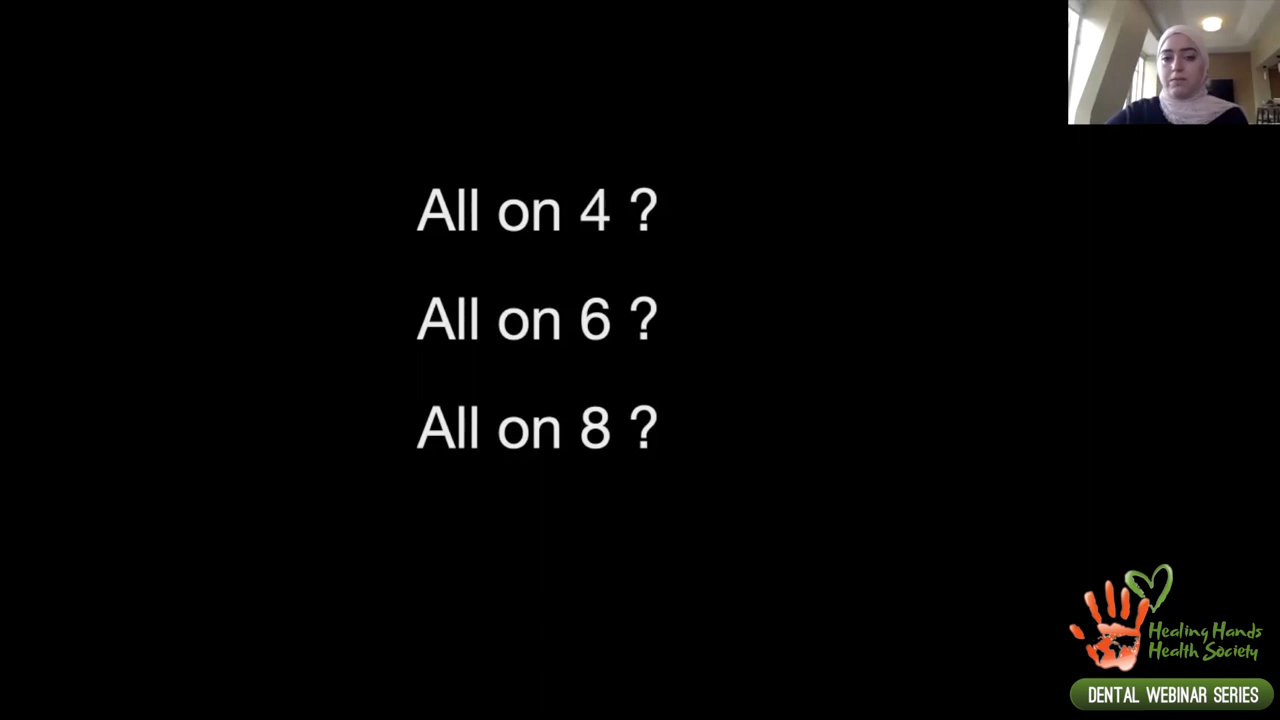 All on 4 ?
All on 6 ?
All on 8 ?
Healing Hands
Health Society
DENTAL WEBINAR SERIES